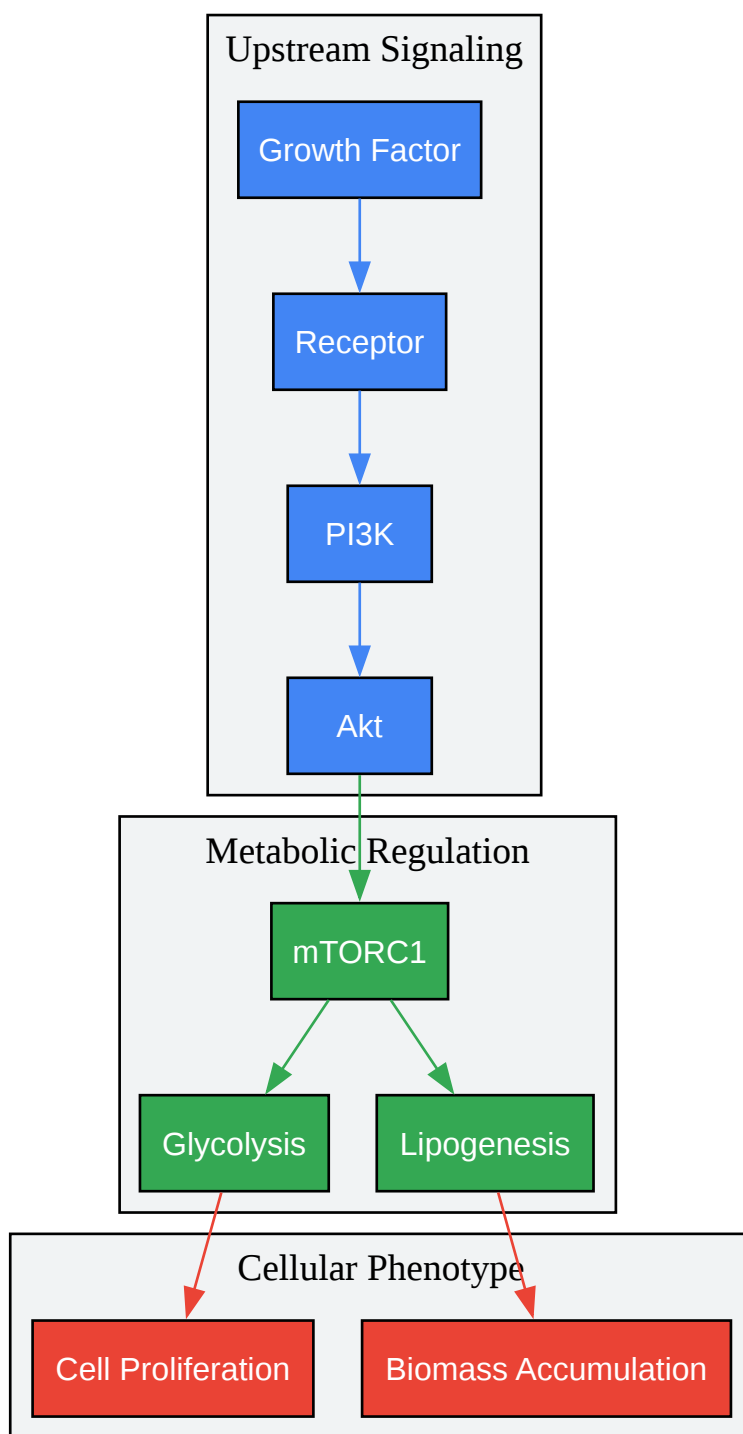 Upstream Signaling
Growth Factor
Receptor
PI3K
Akt
Metabolic Regulation
mTORC1
Glycolysis
Lipogenesis
Cellular Phenotype
Cell Proliferation
Biomass Accumulation